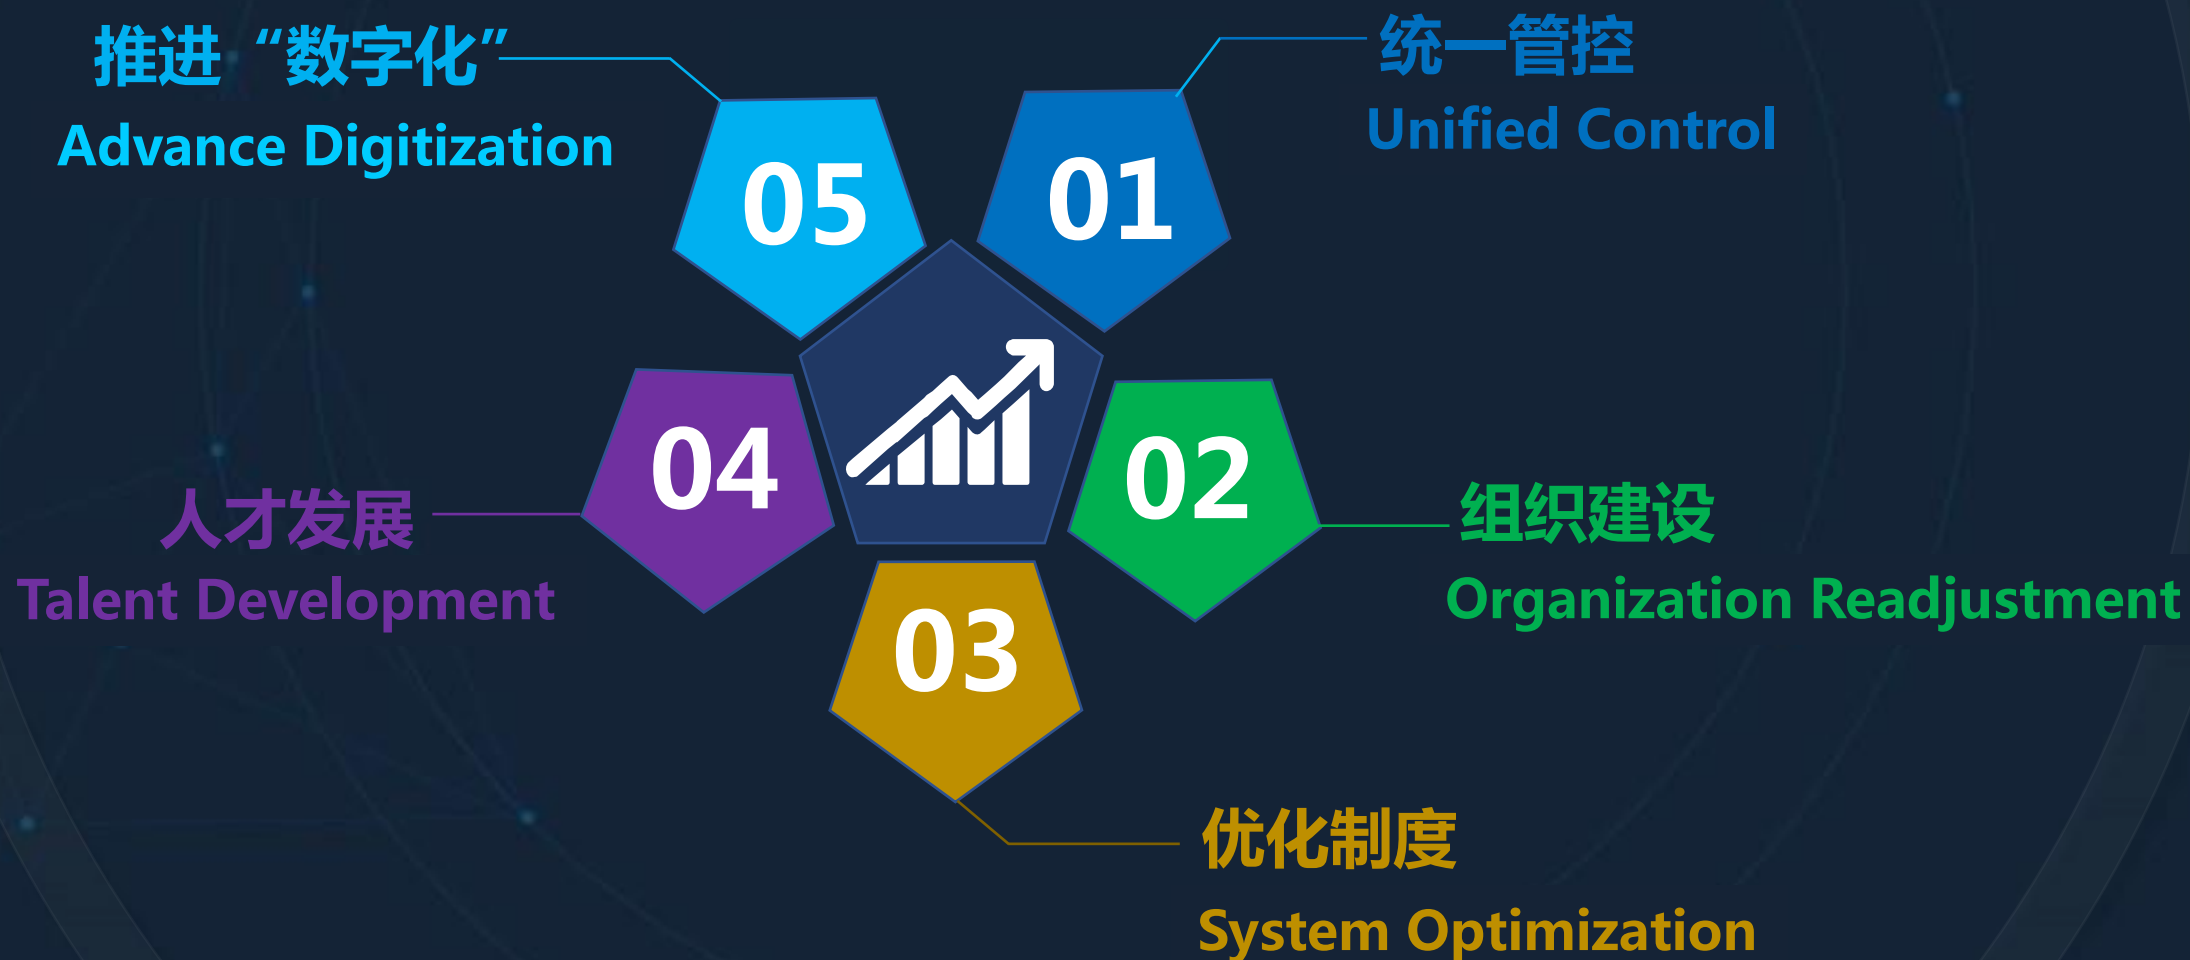 推进 “数字化”
Advance Digitization
05
01
统一管控
Unified Control
04
人才发展
Talent Development
02
组织建设
Organization Readjustment
03
优化制度
System Optimization